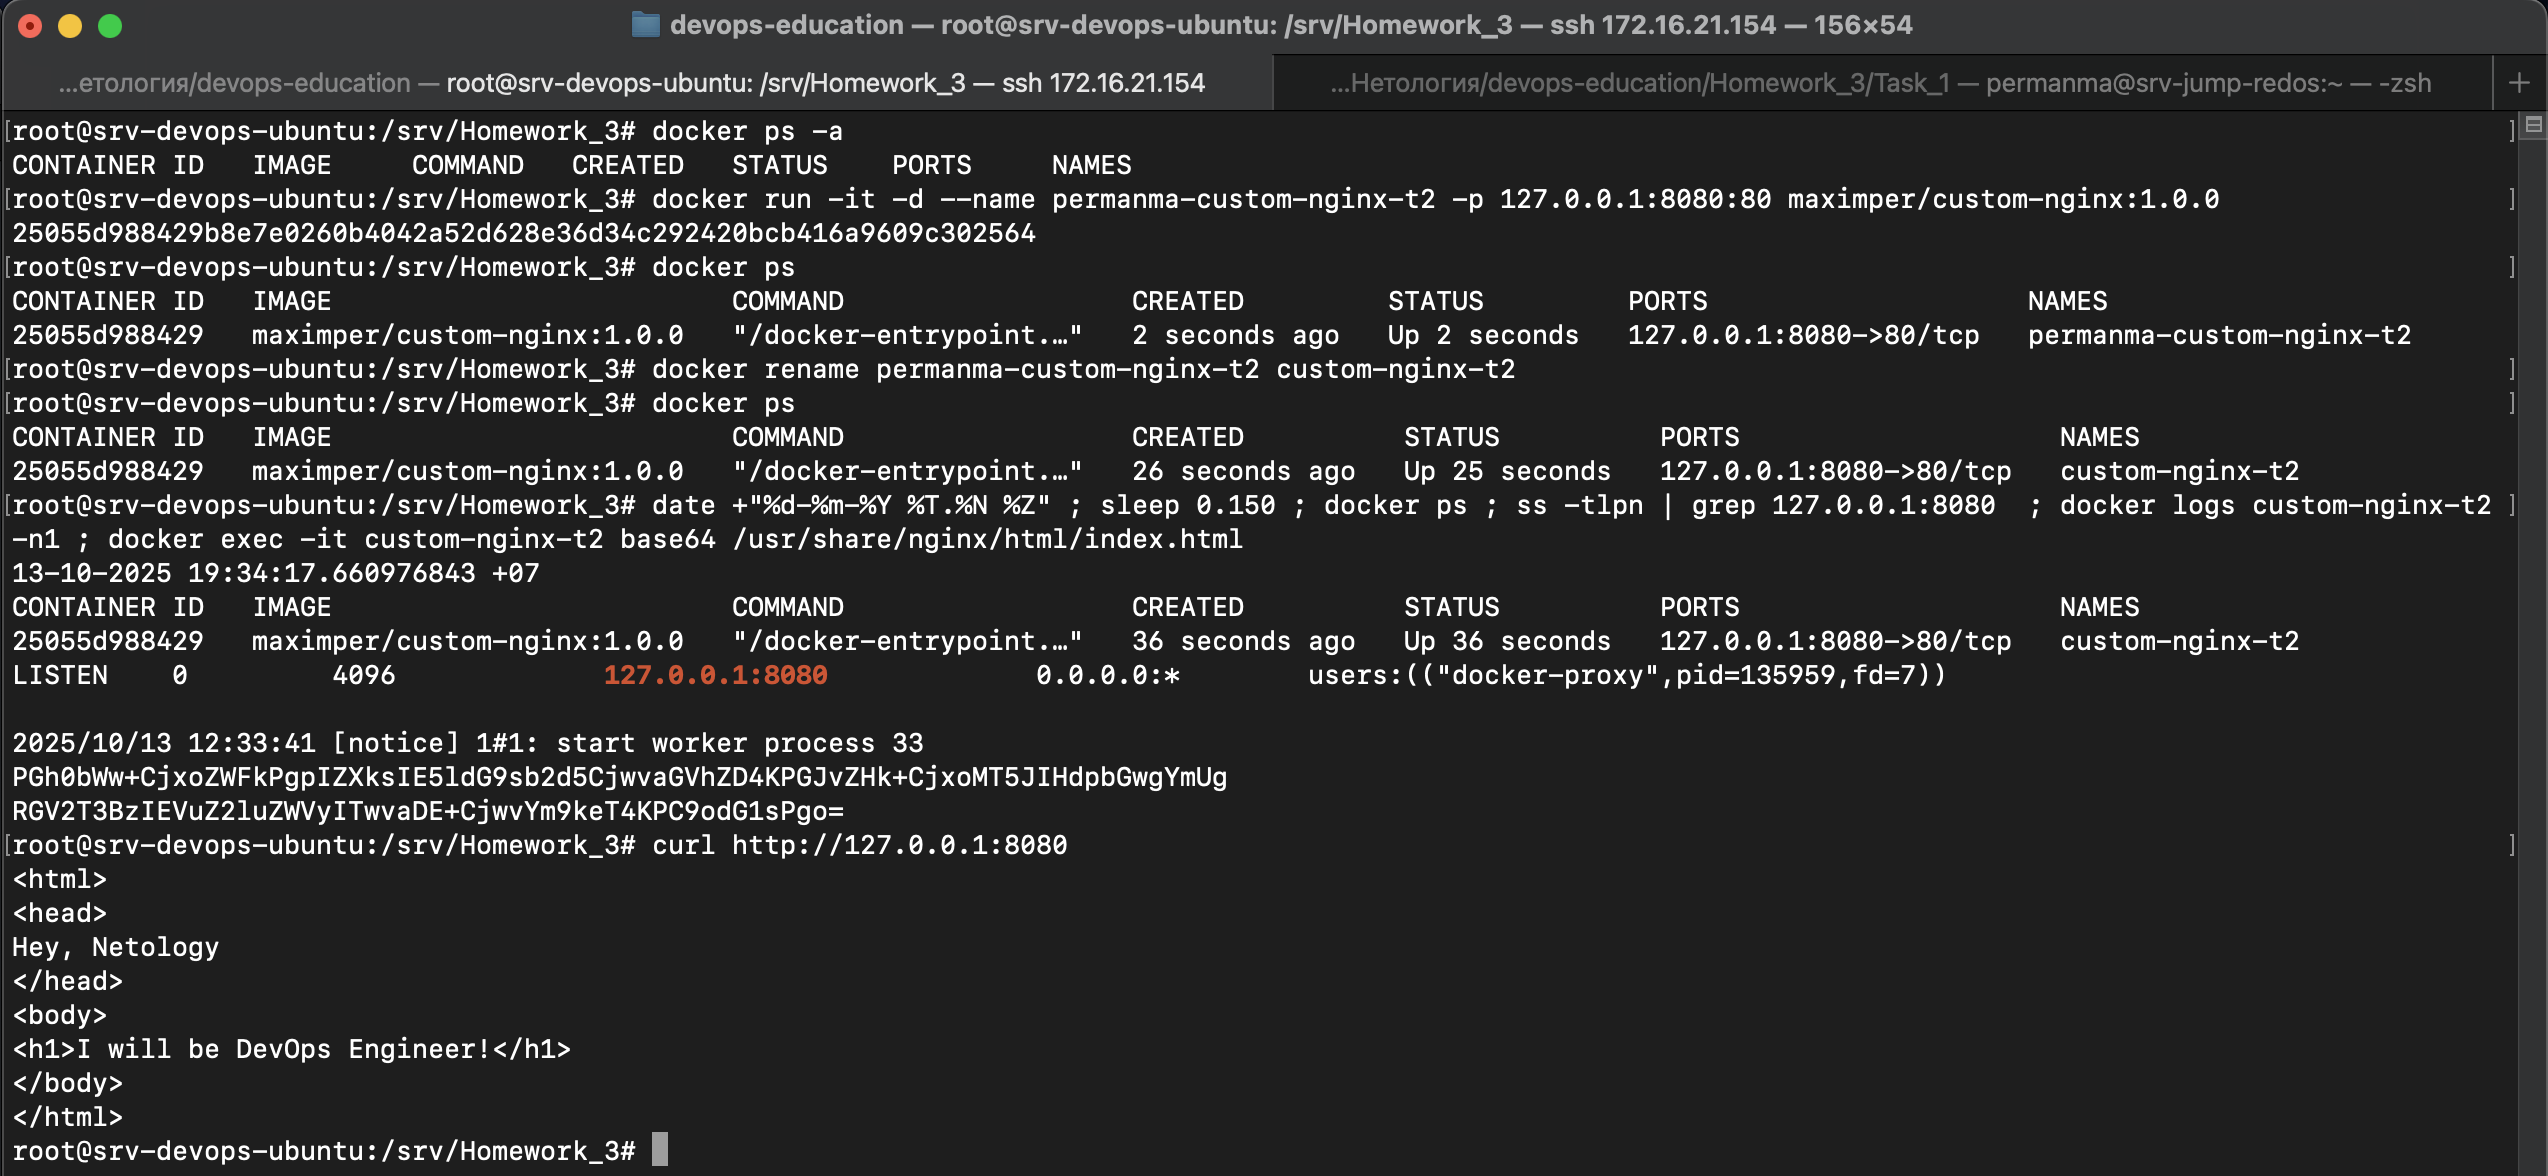 devops-education — root@srv-devops-ubuntu: /srv/Homework_3 — ssh 172.16.21.154 — 156×54
...етология/devops-education — root@srv-devops-ubuntu: /srv/Homework_3 — ssh 172.16.21.154
...Нетология/devops-education/Homework_3/Task_1 — permanma@srv-jump-redos:~ — -zsh
+
[root@srv-devops-ubuntu:/srv/Homework_3# docker ps -a ]
CONTAINER ID   IMAGE     COMMAND   CREATED   STATUS    PORTS     NAMES
[root@srv-devops-ubuntu:/srv/Homework_3# docker run -it -d --name permanma-custom-nginx-t2 -p 127.0.0.1:8080:80 maximper/custom-nginx:1.0.0 ]
25055d988429b8e7e0260b4042a52d628e36d34c292420bcb416a9609c302564
[root@srv-devops-ubuntu:/srv/Homework_3# docker ps ]
CONTAINER ID   IMAGE                         COMMAND                  CREATED         STATUS         PORTS                    NAMES
25055d988429   maximper/custom-nginx:1.0.0   "/docker-entrypoint.…"   2 seconds ago   Up 2 seconds   127.0.0.1:8080->80/tcp   permanma-custom-nginx-t2
[root@srv-devops-ubuntu:/srv/Homework_3# docker rename permanma-custom-nginx-t2 custom-nginx-t2 ]
[root@srv-devops-ubuntu:/srv/Homework_3# docker ps ]
CONTAINER ID   IMAGE                         COMMAND                  CREATED          STATUS          PORTS                    NAMES
25055d988429   maximper/custom-nginx:1.0.0   "/docker-entrypoint.…"   26 seconds ago   Up 25 seconds   127.0.0.1:8080->80/tcp   custom-nginx-t2
[root@srv-devops-ubuntu:/srv/Homework_3# date +"%d-%m-%Y %T.%N %Z" ; sleep 0.150 ; docker ps ; ss -tlpn | grep 127.0.0.1:8080  ; docker logs custom-nginx-t2 ]
-n1 ; docker exec -it custom-nginx-t2 base64 /usr/share/nginx/html/index.html
13-10-2025 19:34:17.660976843 +07
CONTAINER ID   IMAGE                         COMMAND                  CREATED          STATUS          PORTS                    NAMES
25055d988429   maximper/custom-nginx:1.0.0   "/docker-entrypoint.…"   36 seconds ago   Up 36 seconds   127.0.0.1:8080->80/tcp   custom-nginx-t2
LISTEN    0         4096             127.0.0.1:8080             0.0.0.0:*        users:(("docker-proxy",pid=135959,fd=7))
2025/10/13 12:33:41 [notice] 1#1: start worker process 33
PGh0bWw+CjxoZWFkPgpIZXksIE5ldG9sb2d5CjwvaGVhZD4KPGJvZHk+CjxoMT5JIHdpbGwgYmUg
RGV2T3BzIEVuZ2luZWVyITwvaDE+CjwvYm9keT4KPC9odG1sPgo=
[root@srv-devops-ubuntu:/srv/Homework_3# curl http://127.0.0.1:8080 ]
<html>
<head>
Hey, Netology
</head>
<body>
<h1>I will be DevOps Engineer!</h1>
</body>
</html>
root@srv-devops-ubuntu:/srv/Homework_3#